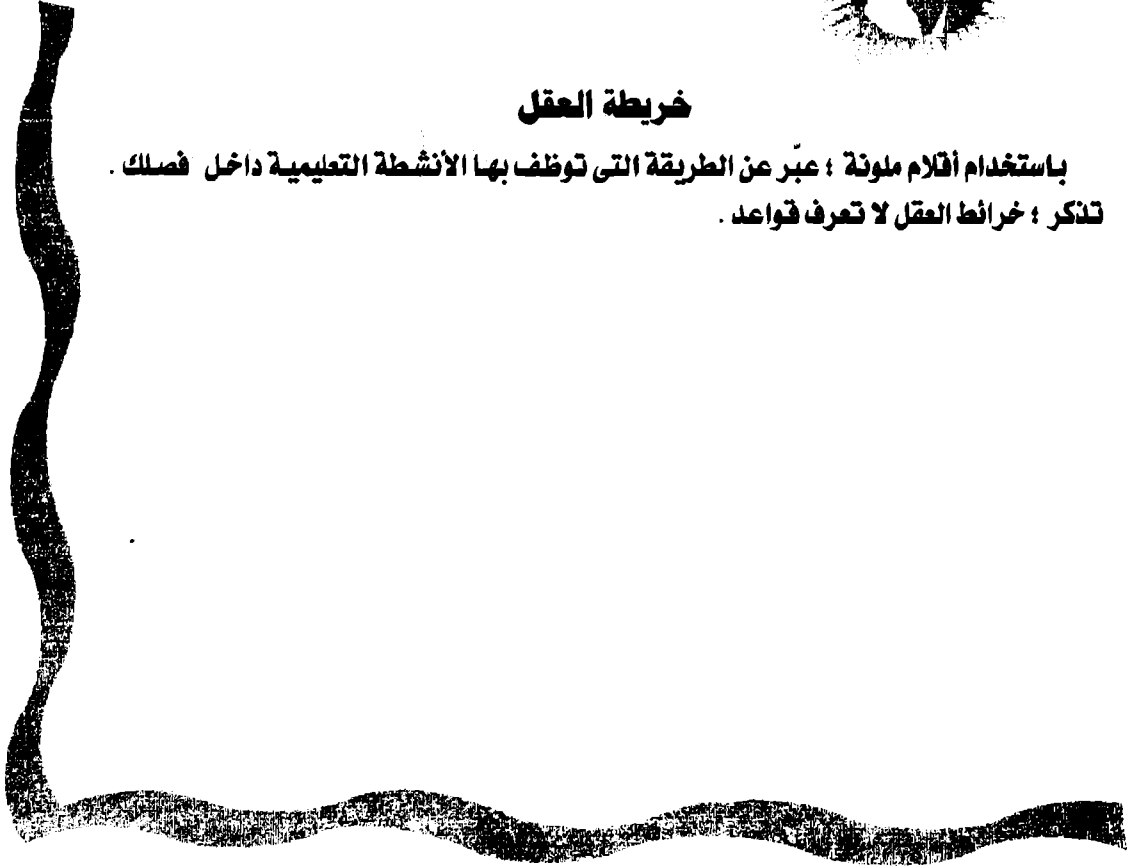 خريطة العقل
باستخدام أقلام ملونة ؛ عبّر عن الطريقة التى توظف بها الأنشطة التعليمية داخل فصلك .
تذكر ؛ خرائط العقل لا تعرف قواعد .